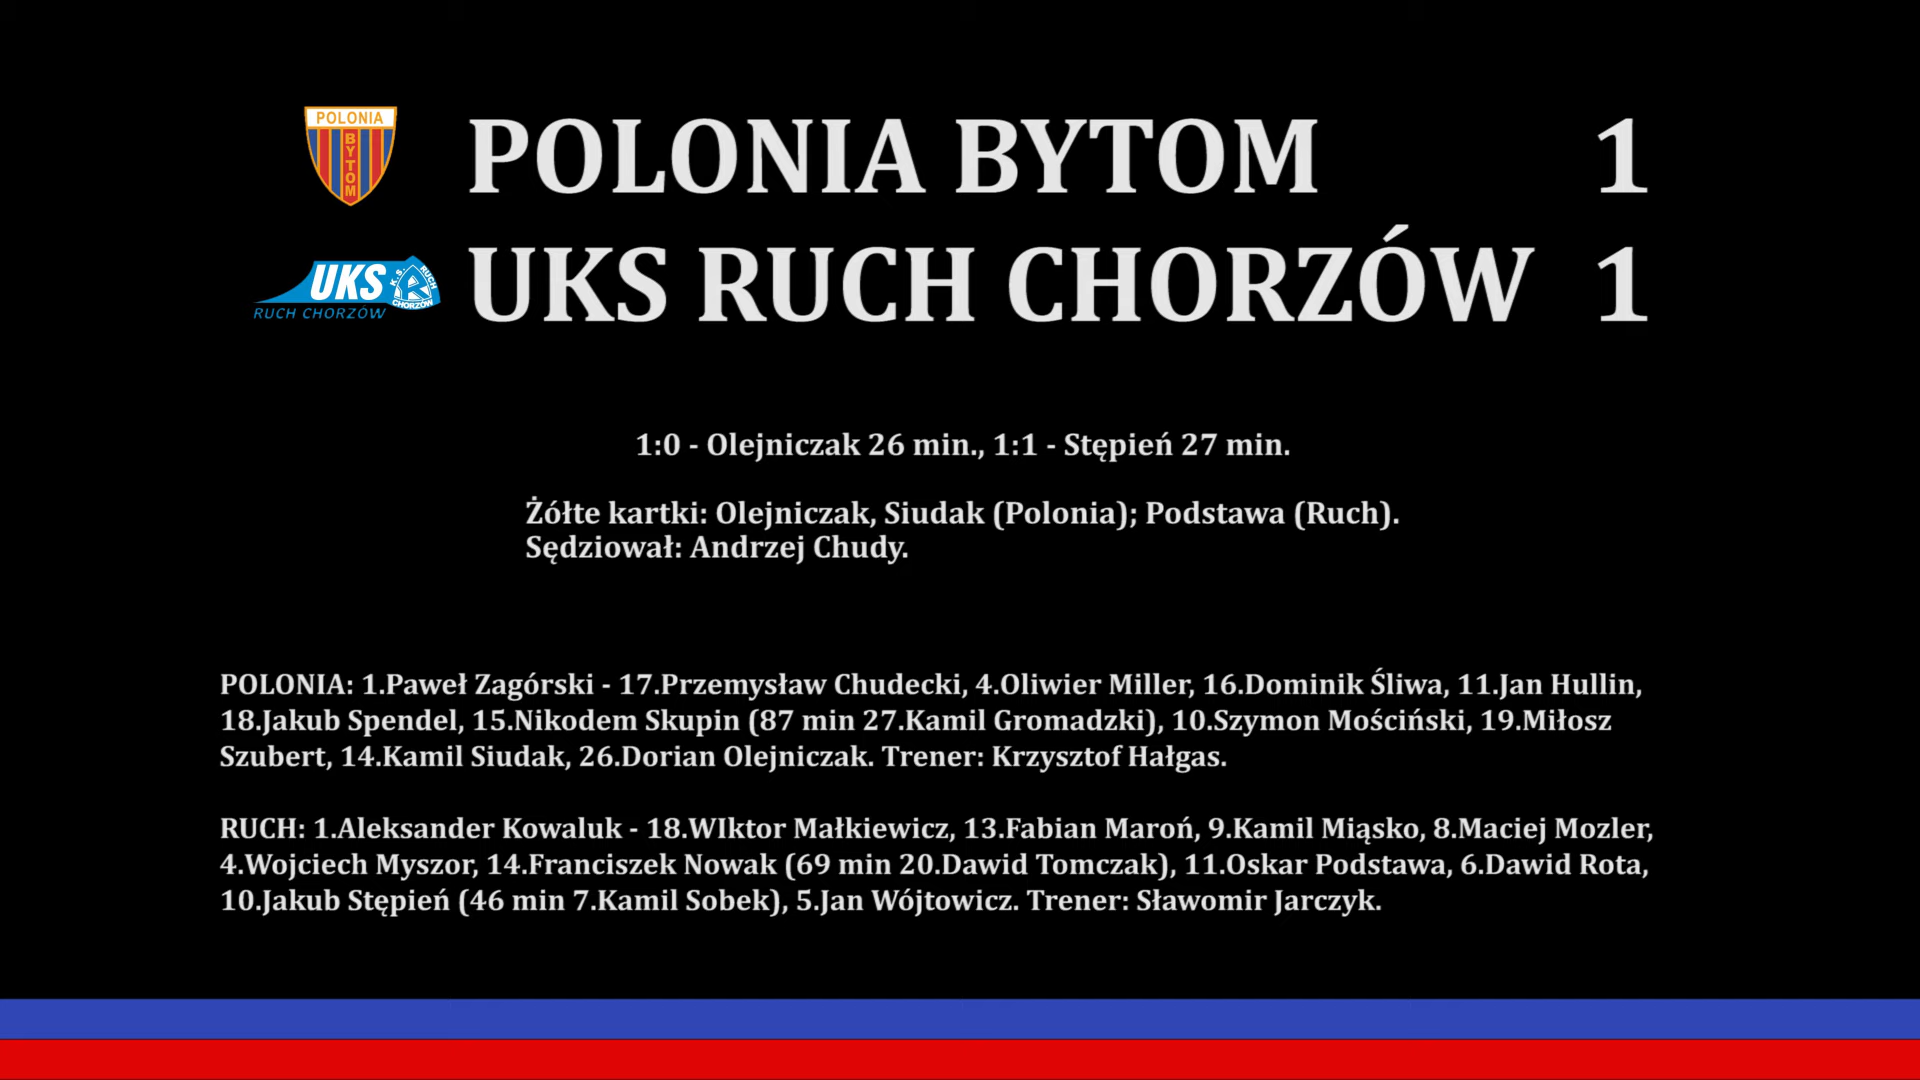 POLONIA
BYTOM
POLONIA BYTOM 1
UKS
K.S. RUCH
CHORZÓW
RUCH CHORZÓW
UKS RUCH CHORZÓW 1
1:0 - Olejniczak 26 min., 1:1 - Stępień 27 min.
Żółte kartki: Olejniczak, Siudak (Polonia); Podstawa (Ruch).
Sędziował: Andrzej Chudy.
POLONIA: 1.Paweł Zagórski - 17.Przemysław Chudecki, 4.Oliwier Miller, 16.Dominik Śliwa, 11.Jan Hullin,
18.Jakub Spendel, 15.Nikodem Skupin (87 min 27.Kamil Gromadzki), 10.Szymon Mościński, 19.Miłosz
Szubert, 14.Kamil Siudak, 26.Dorian Olejniczak. Trener: Krzysztof Hałgas.
RUCH: 1.Aleksander Kowaluk - 18.WIktor Małkiewicz, 13.Fabian Maroń, 9.Kamil Miąsko, 8.Maciej Mozler,
4.Wojciech Myszor, 14.Franciszek Nowak (69 min 20.Dawid Tomczak), 11.Oskar Podstawa, 6.Dawid Rota,
10.Jakub Stępień (46 min 7.Kamil Sobek), 5.Jan Wójtowicz. Trener: Sławomir Jarczyk.